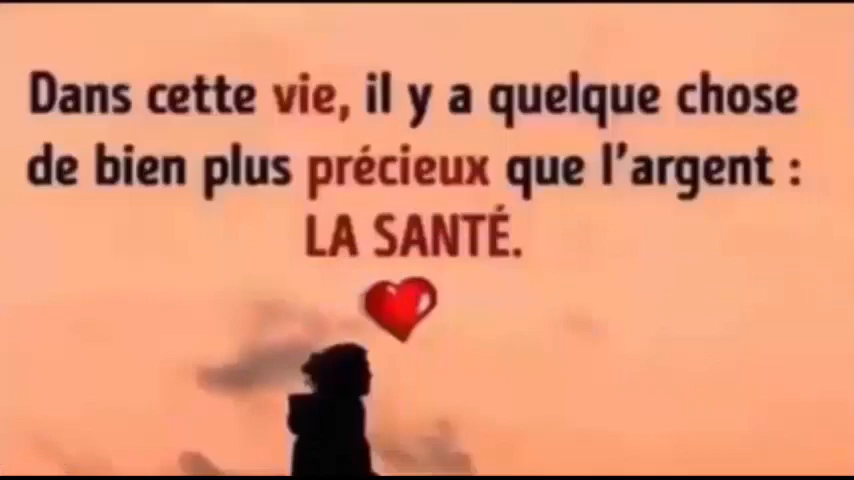 Dans cette vie, il y a quelque chose
de bien plus précieux que l'argent :
LA SANTÉ.